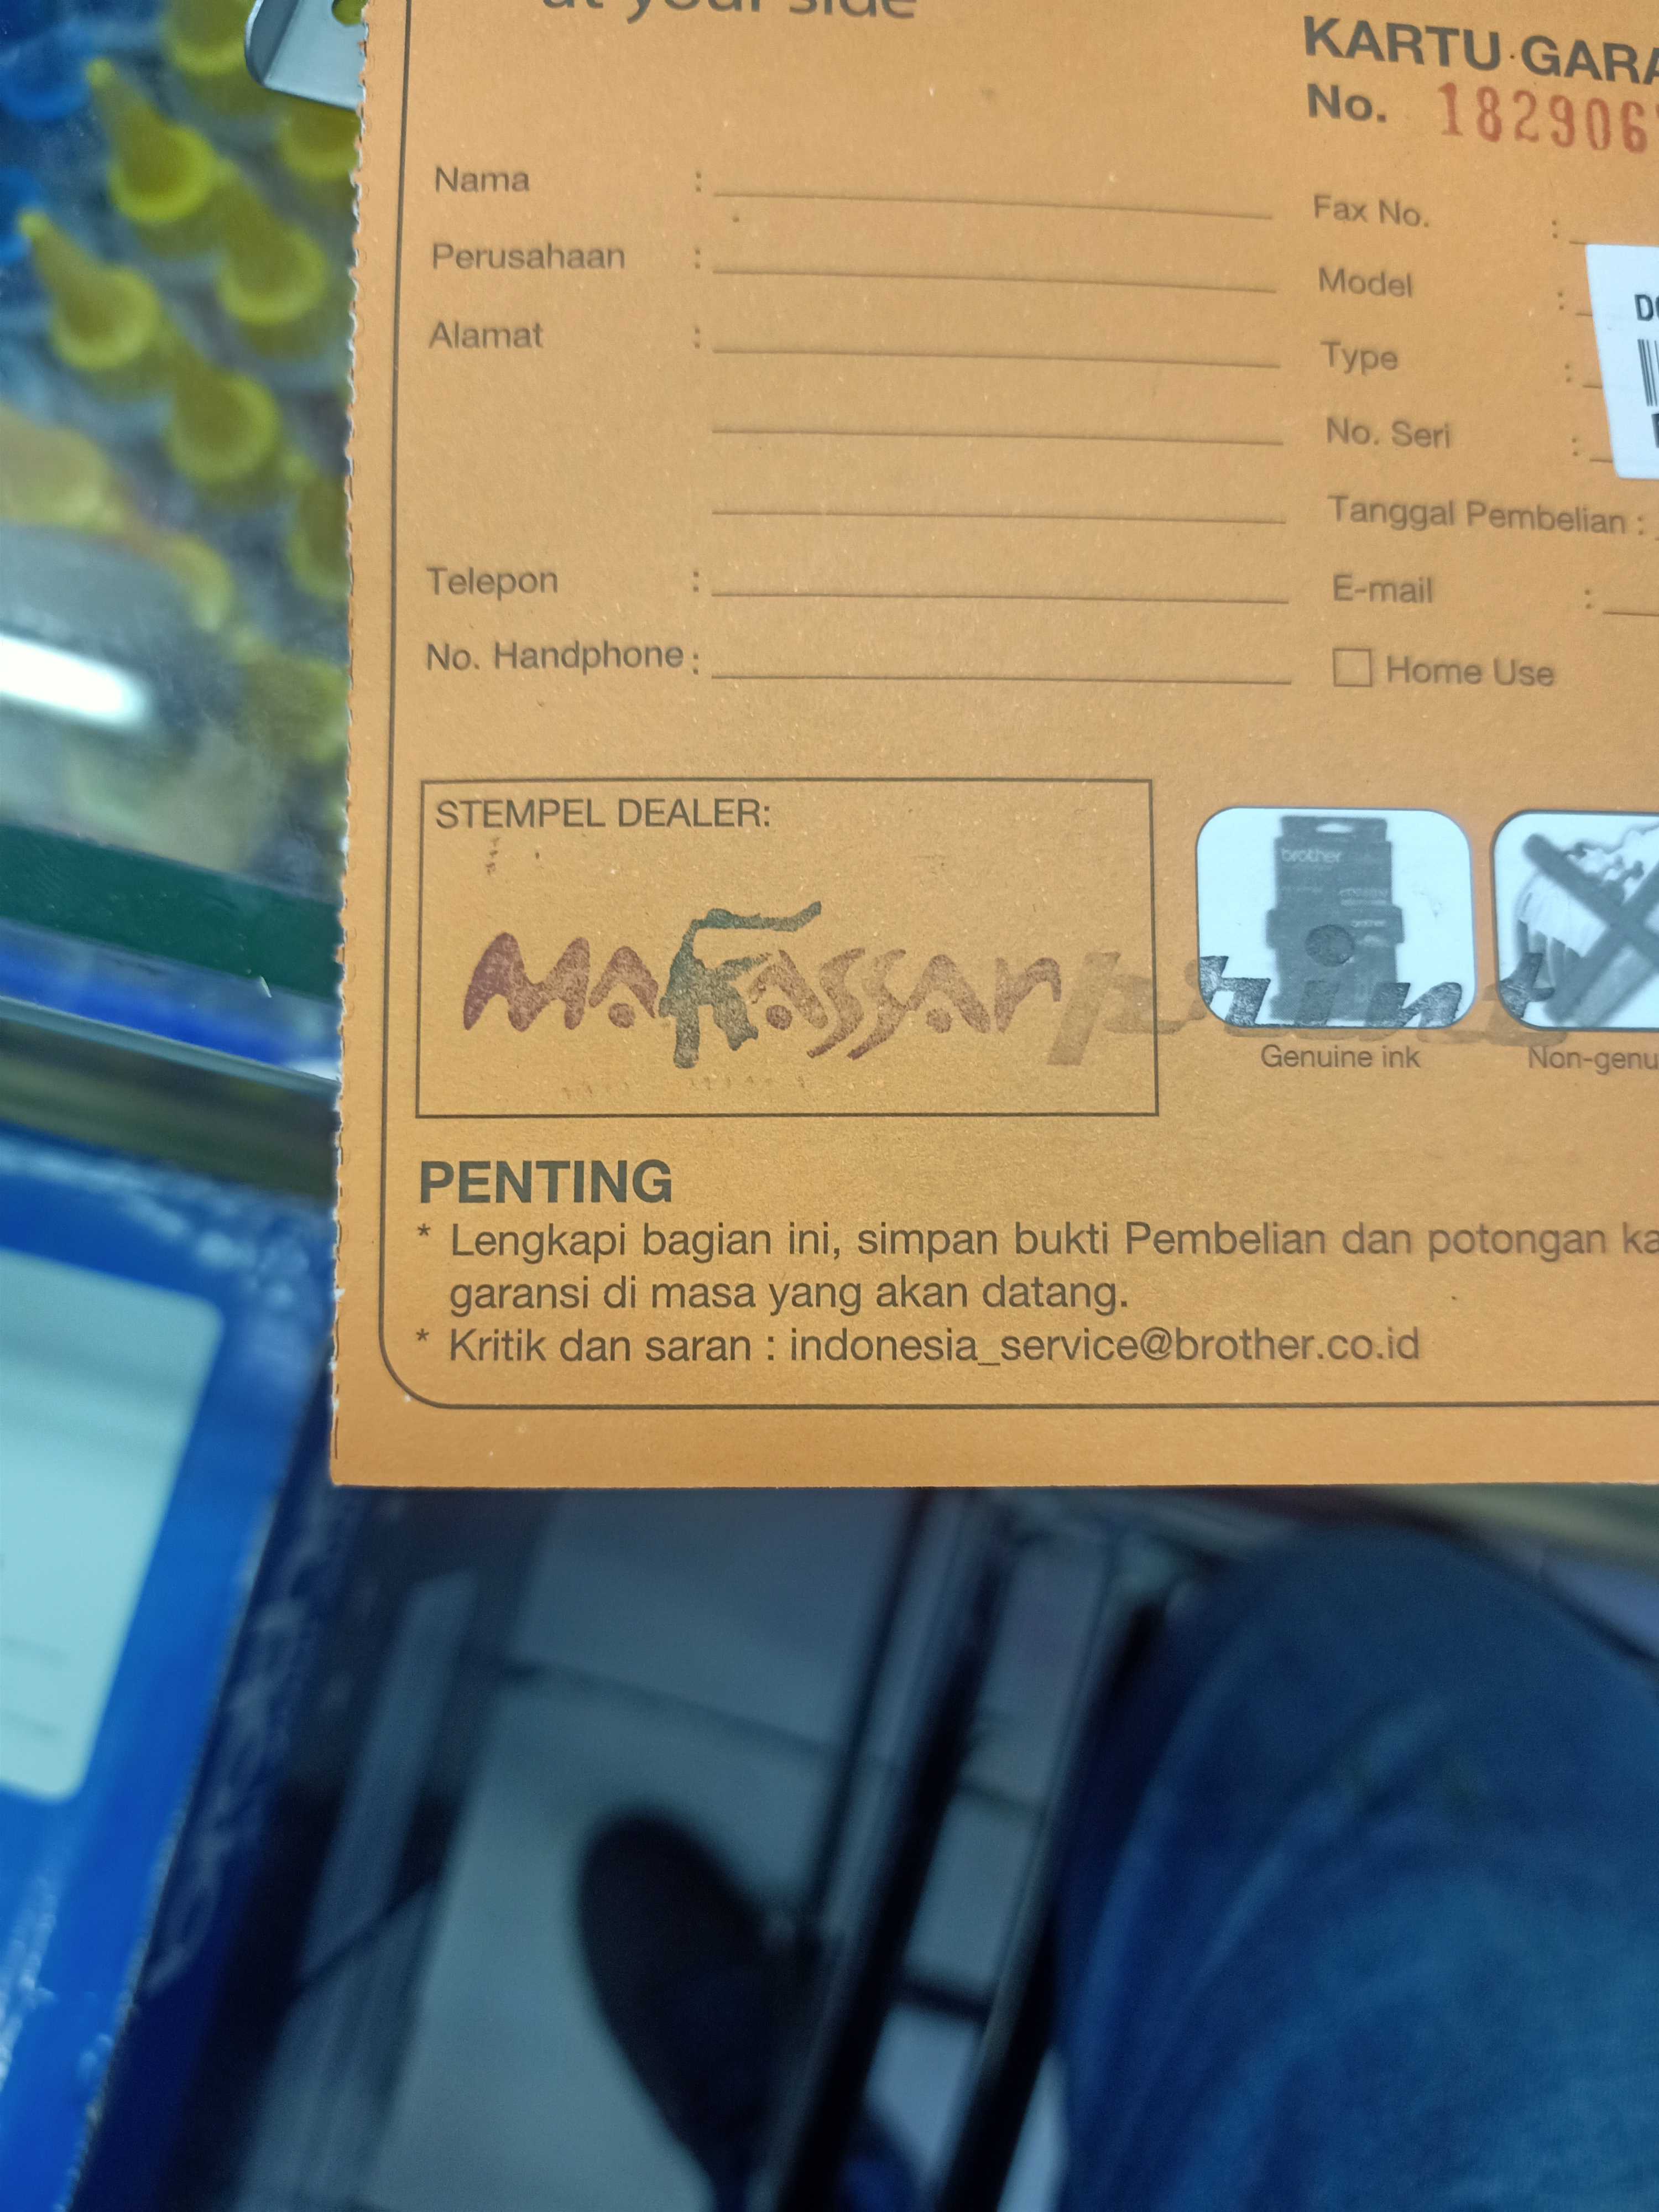 at your side
KARTU GARA
No. 182906
Nama :
Fax No. :
Perusahaan :
Model :
Alamat :
Type :
No. Seri :
Tanggal Pembelian :
Telepon :
E-mail :
No. Handphone :
Home Use
STEMPEL DEALER:
brother
Makassar print
Genuine ink
Non-genu
PENTING
* Lengkapi bagian ini, simpan bukti Pembelian dan potongan ka
garansi di masa yang akan datang.
* Kritik dan saran : indonesia_service@brother.co.id